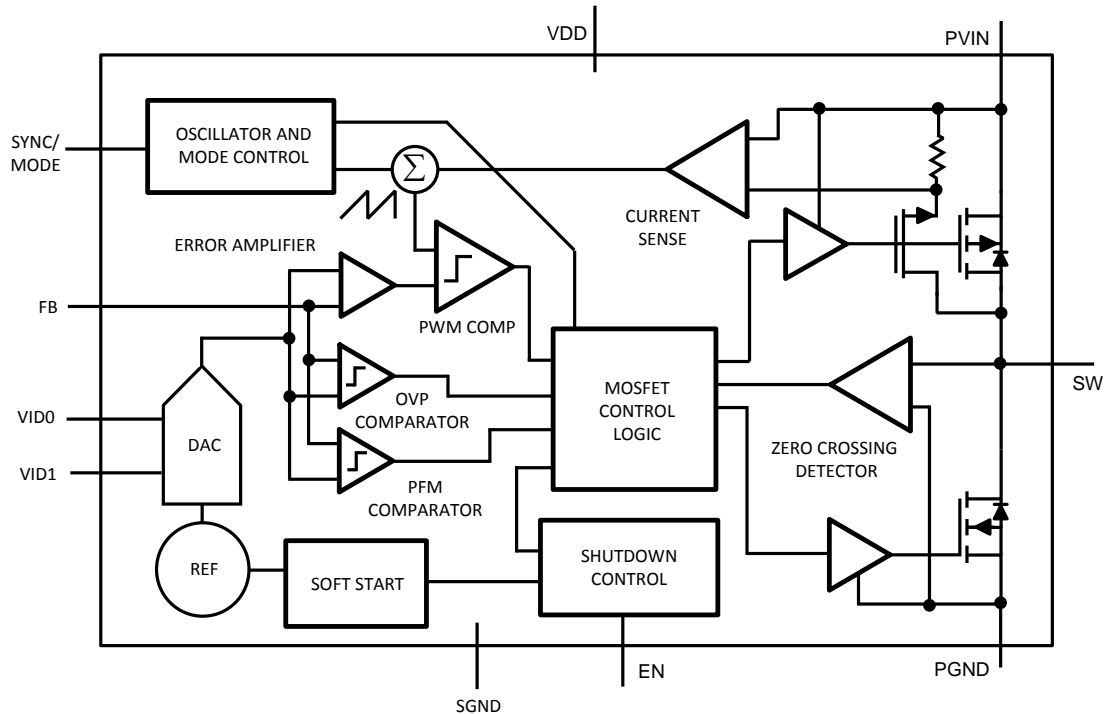 VDD
PVIN
SYNC/
MODE
OSCILLATOR AND
MODE CONTROL
Σ
CURRENT
SENSE
ERROR AMPLIFIER
FB
PWM COMP
MOSFET
CONTROL
LOGIC
SW
OVP
COMPARATOR
VID0
DAC
VID1
ZERO CROSSING
DETECTOR
PFM
COMPARATOR
REF
SOFT START
SHUTDOWN
CONTROL
SGND
EN
PGND